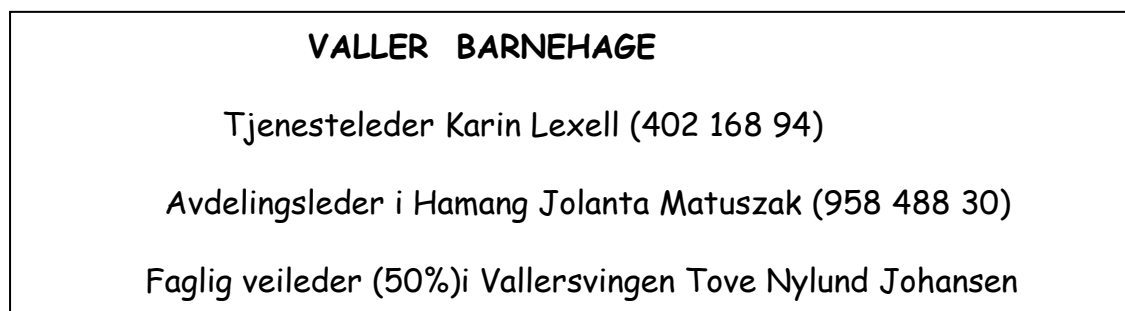 VALLER BARNEHAGE
Tjenesteleder Karin Lexell (402 168 94)
Avdelingsleder i Hamang Jolanta Matuszak (958 488 30)
Faglig veileder (50%)i Vallersvingen Tove Nylund Johansen